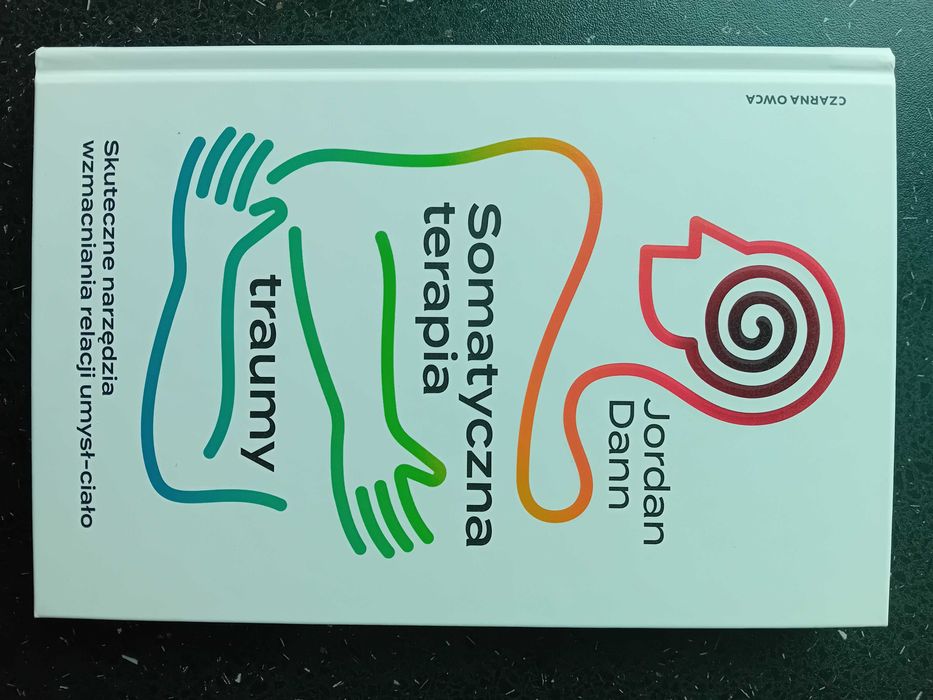 CZARNA OWCA
Jordan
Dann
Somatyczna
terapia
traumy
Skuteczne narzędzia
wzmacniania relacji umysł-ciało